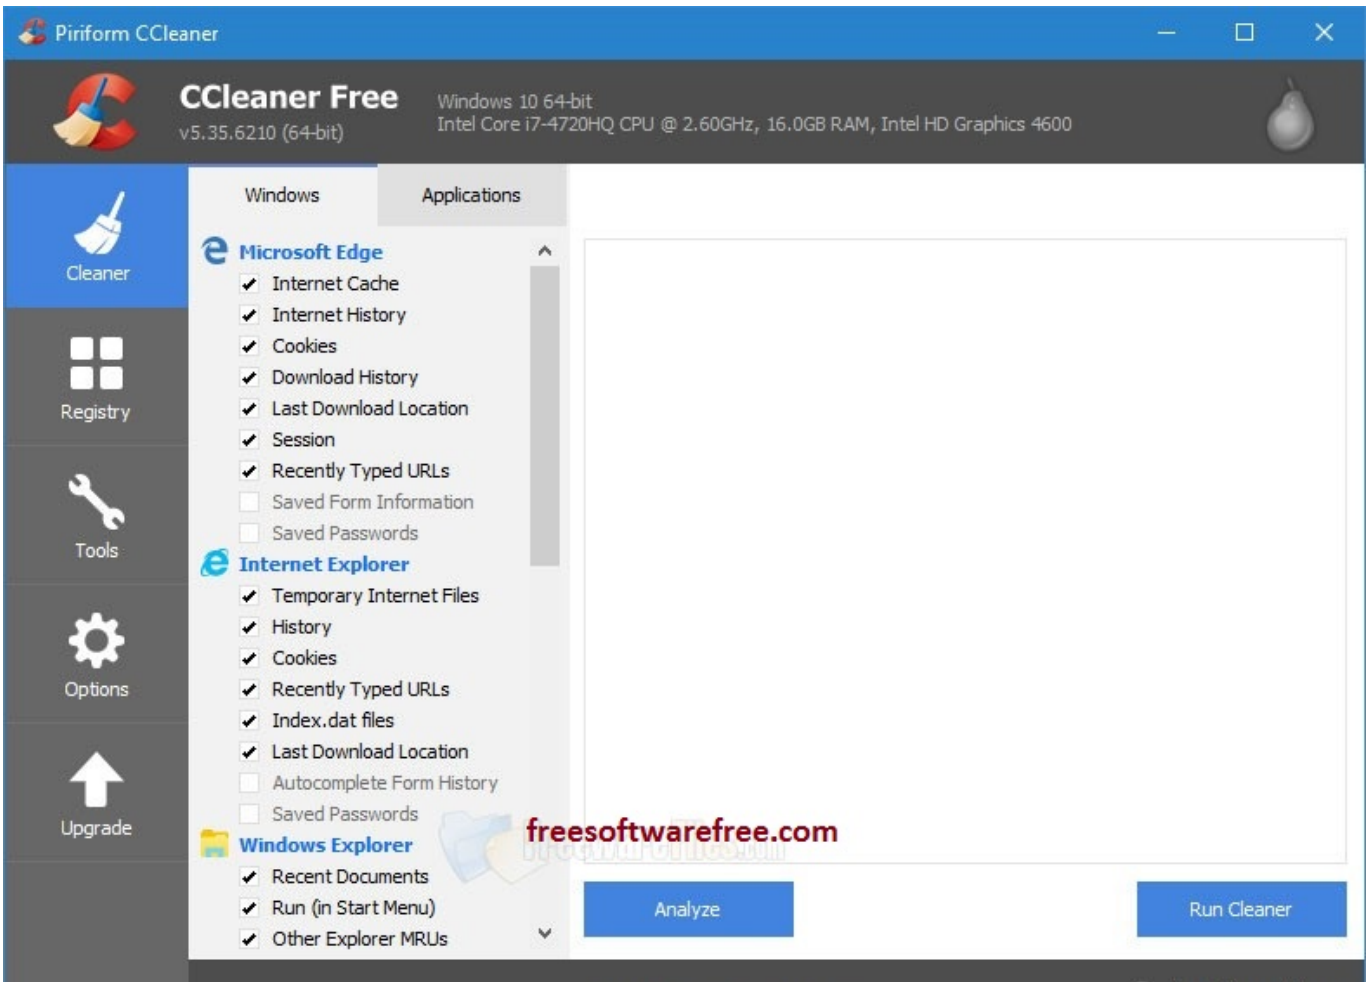 Piriform CCleaner
CCleaner Free
v5.35.6210 (64-bit)
Windows 10 64-bit
Intel Core i7-4720HQ CPU @ 2.60GHz, 16.0GB RAM, Intel HD Graphics 4600
Cleaner
Registry
Tools
Options
Upgrade
Windows
Applications
Microsoft Edge
Internet Cache
Internet History
Cookies
Download History
Last Download Location
Session
Recently Typed URLs
Saved Form Information
Saved Passwords
Internet Explorer
Temporary Internet Files
History
Cookies
Recently Typed URLs
Index.dat files
Last Download Location
Autocomplete Form History
Saved Passwords
Windows Explorer
Recent Documents
Run (in Start Menu)
Other Explorer MRUs
freesoftwarefree.com
Analyze
Run Cleaner